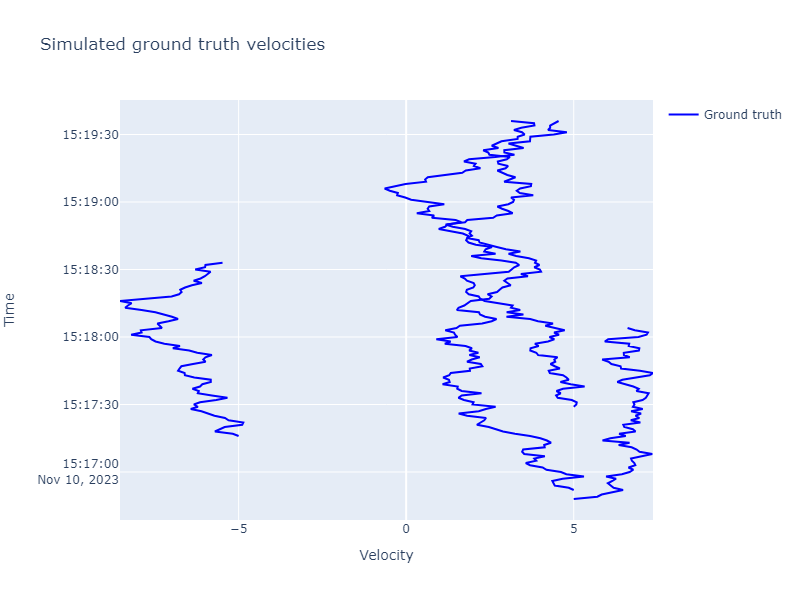 Simulated ground truth velocities
Ground truth
15:19:30
15:19:00
15:18:30
15:18:00
15:17:30
15:17:00
Nov 10, 2023
Time
−5
0
5
Velocity